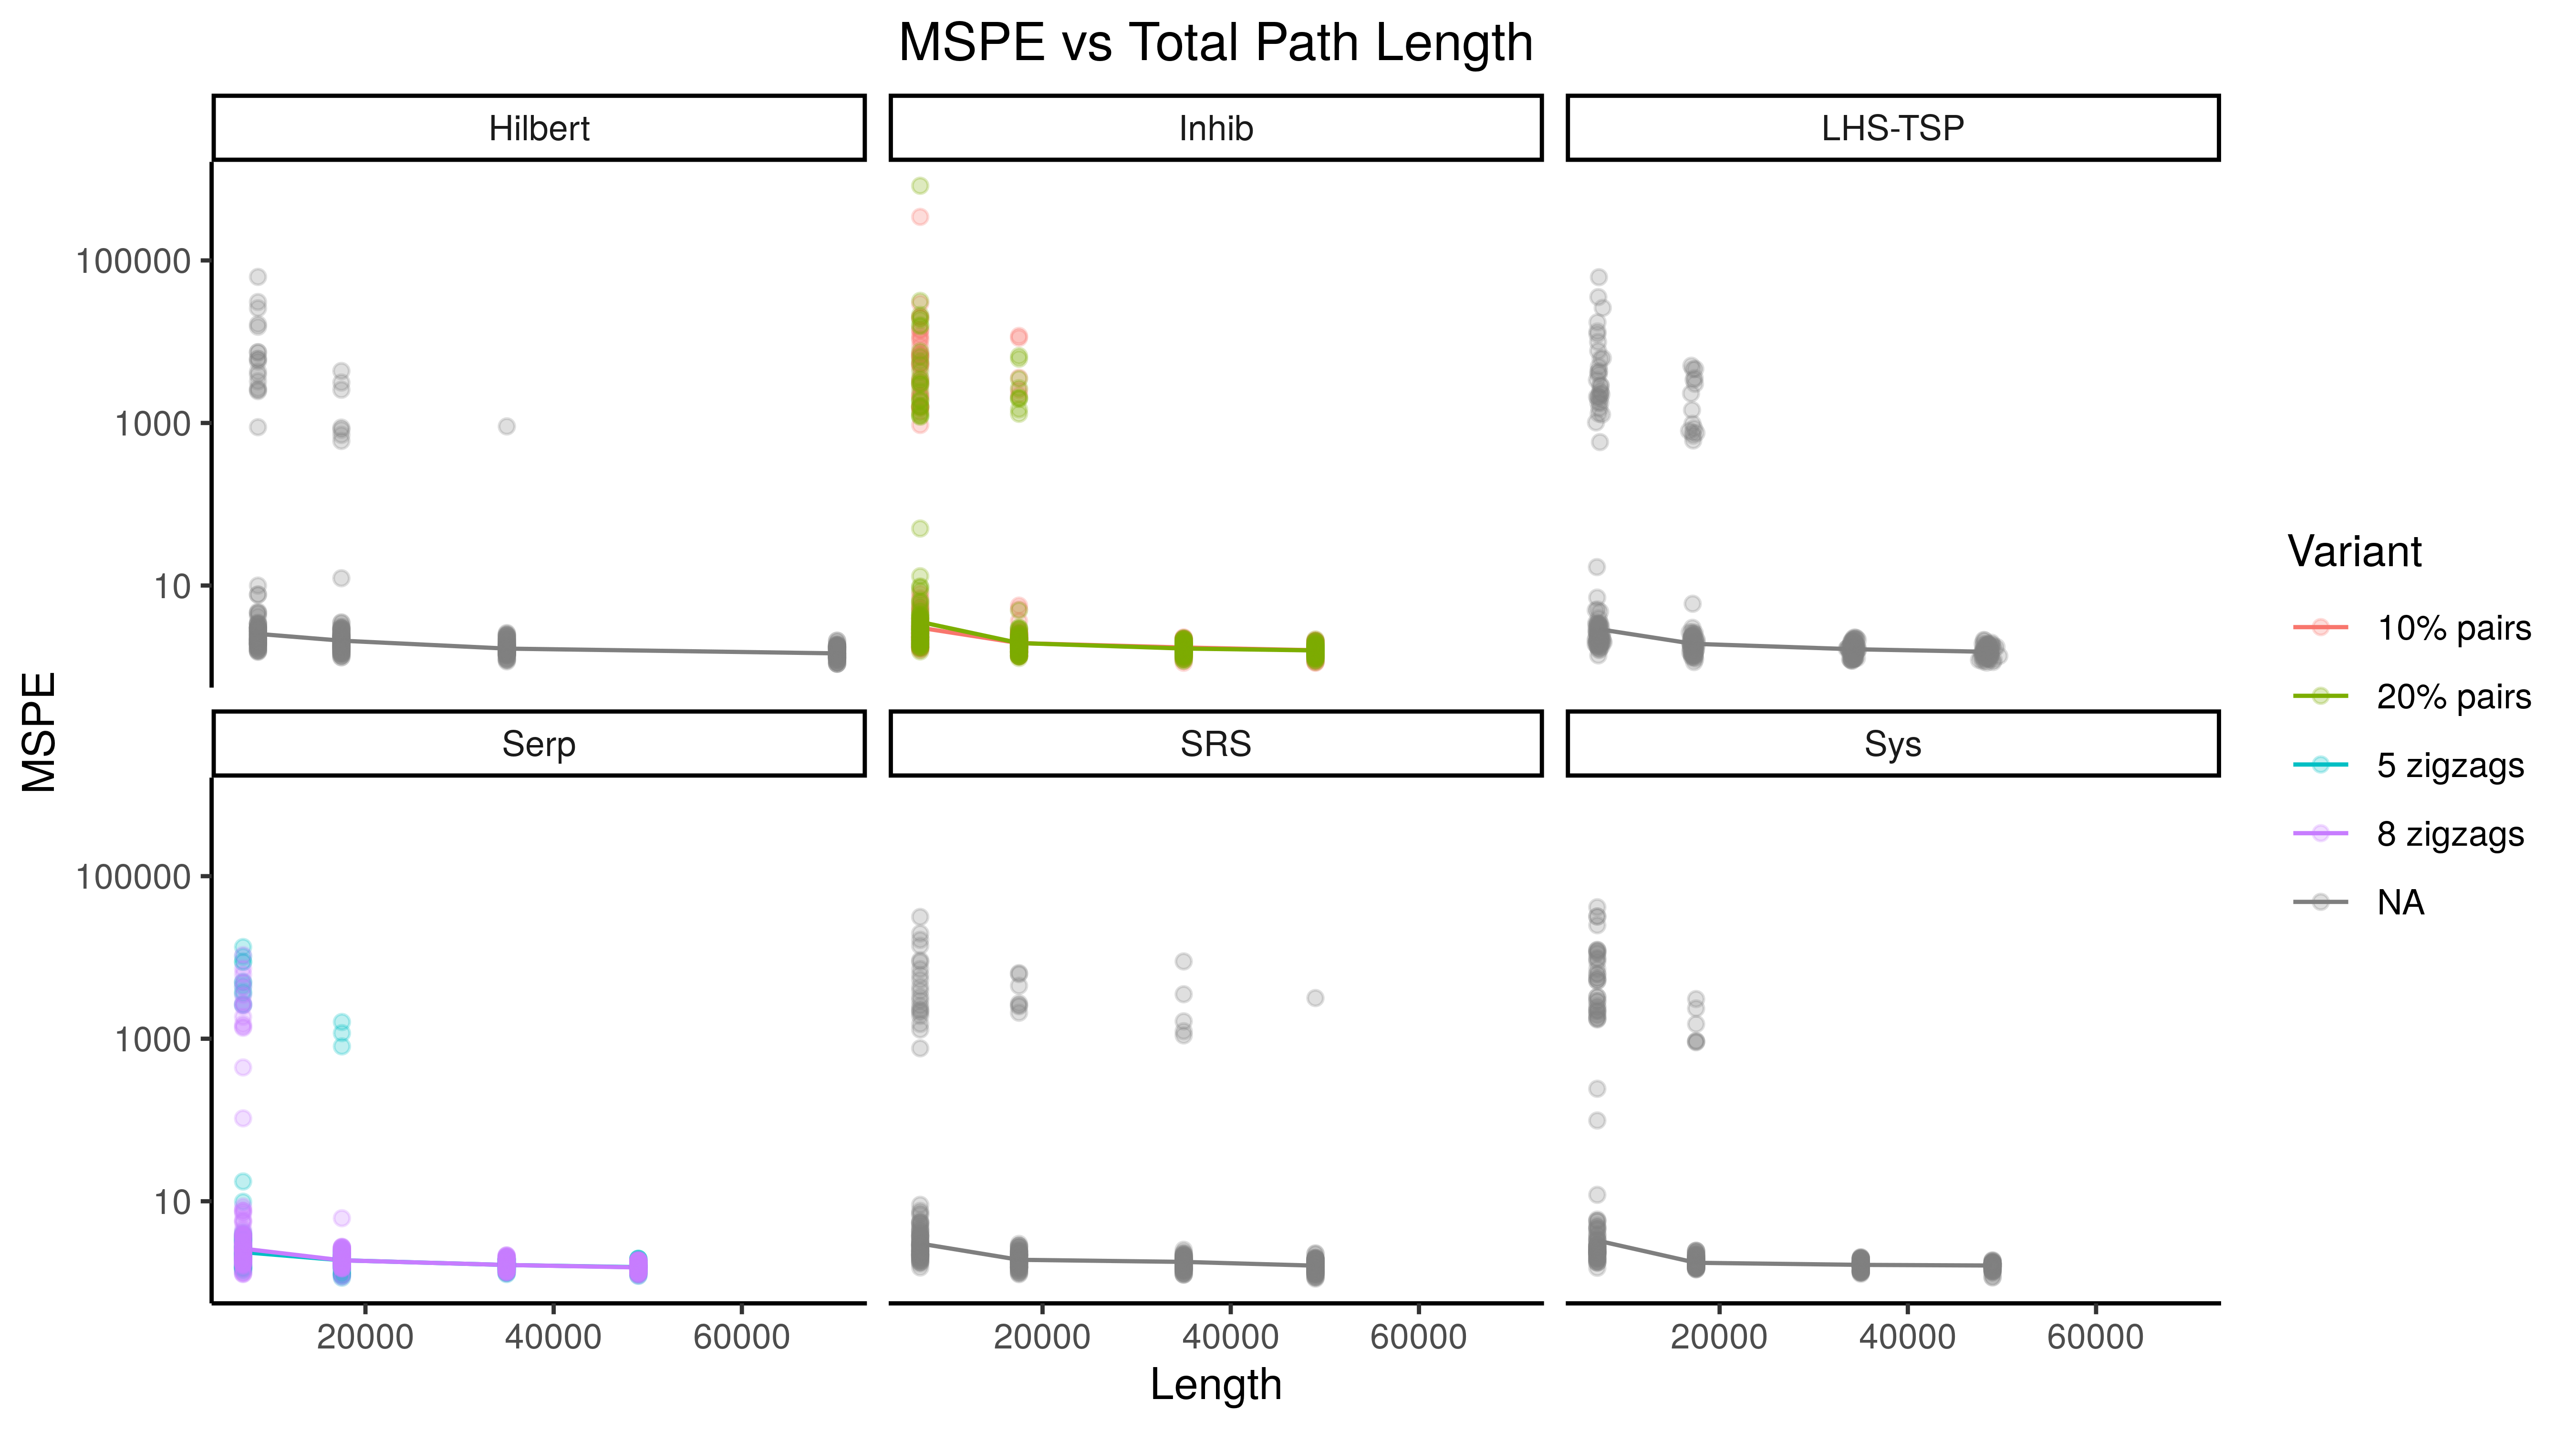 MSPE vs Total Path Length
Hilbert
Inhib
LHS-TSP
100000
1000
10
Serp
SRS
Sys
100000
1000
10
20000
40000
60000
20000
40000
60000
20000
40000
60000
Length
MSPE
Variant
10% pairs
20% pairs
5 zigzags
8 zigzags
NA